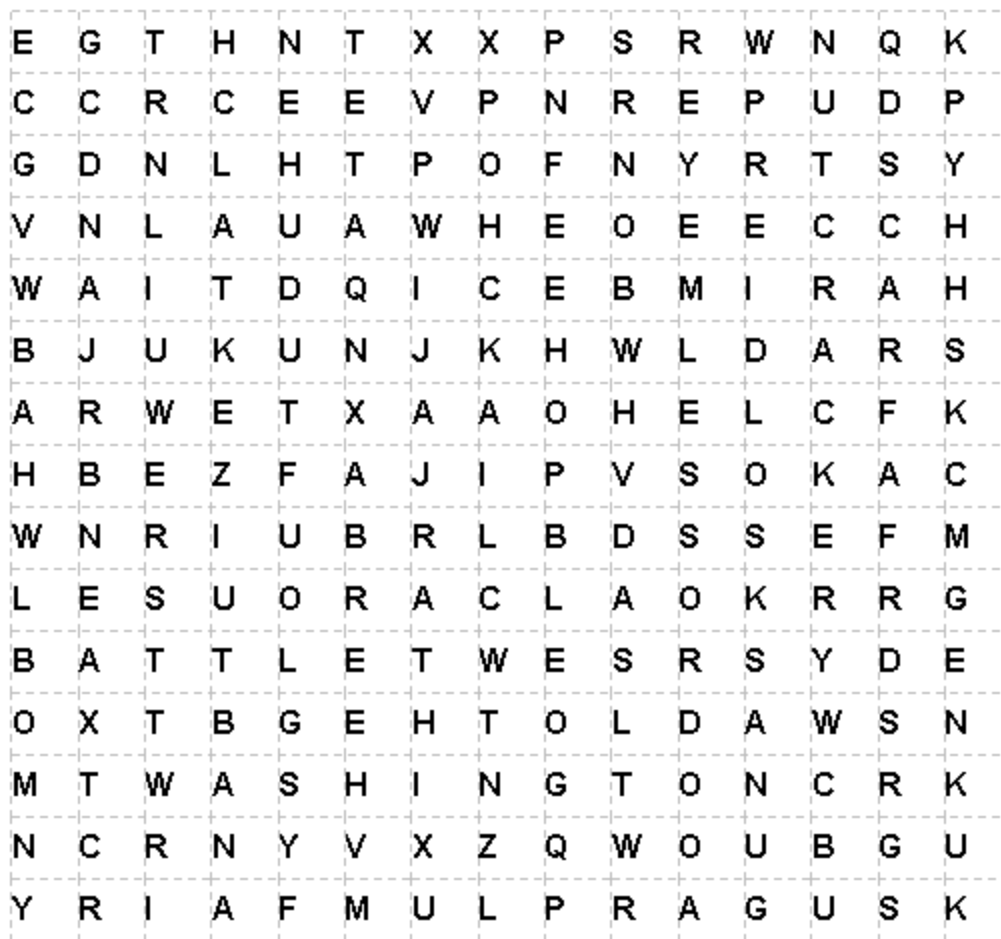 E G T H N T X X P S R W N Q K
C C R C E E V P N R E P U D P
G D N L H T P O F N Y R T S Y
V N L A U A W H E O E E C C H
W A I T D Q I C E B M I R A H
B J U K U N J K H W L D A R S
A R W E T X A A O H E L C F K
H B E Z F A J I P V S O K A C
W N R I U B R L B D S S E F M
L E S U O R A C L A O K R R G
B A T T L E T W E S R S Y D E
O X T B G E H T O L D A W S N
M T W A S H I N G T O N C R K
N C R N Y V X Z Q W O U B G U
Y R I A F M U L P R A G U S K